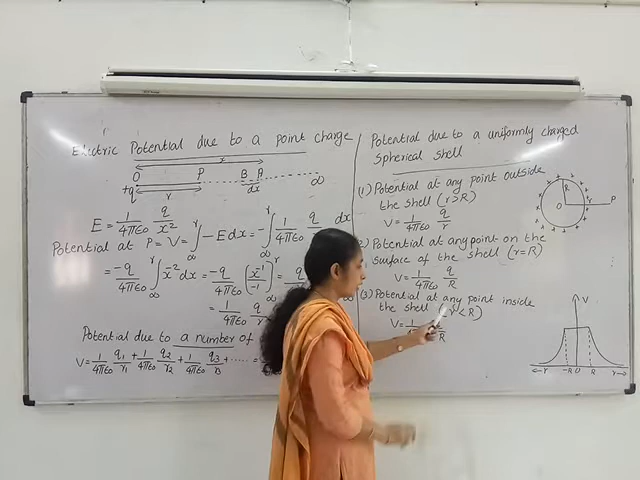 Electric Potential due to a point charge
x
O P B A ∞
+q r dx
E = 1/4πε₀ q/x²
Potential at P = V = ∫∞^r -E dx = -∫∞^r 1/4πε₀ q dx
= -q/4πε₀ ∫∞^r x⁻² dx = -q/4πε₀ [x⁻¹/-1]^r = q
= 1/4πε₀ q/r
Potential due to a number of
V = 1/4πε₀ q₁/r₁ + 1/4πε₀ q₂/r₂ + 1/4πε₀ q₃/r₃ + ..... =
Potential due to a uniformly charged
spherical shell
(1) Potential at any point outside
the shell (r>R)
V = 1/4πε₀ q/r
Potential at any point on the
surface of the shell (r=R)
V = 1/4πε₀ q/R
(3) Potential at any point inside
the shell (r<R)
V = 1/4πε₀ q/R
R
O r P
V
←r -R O R r→